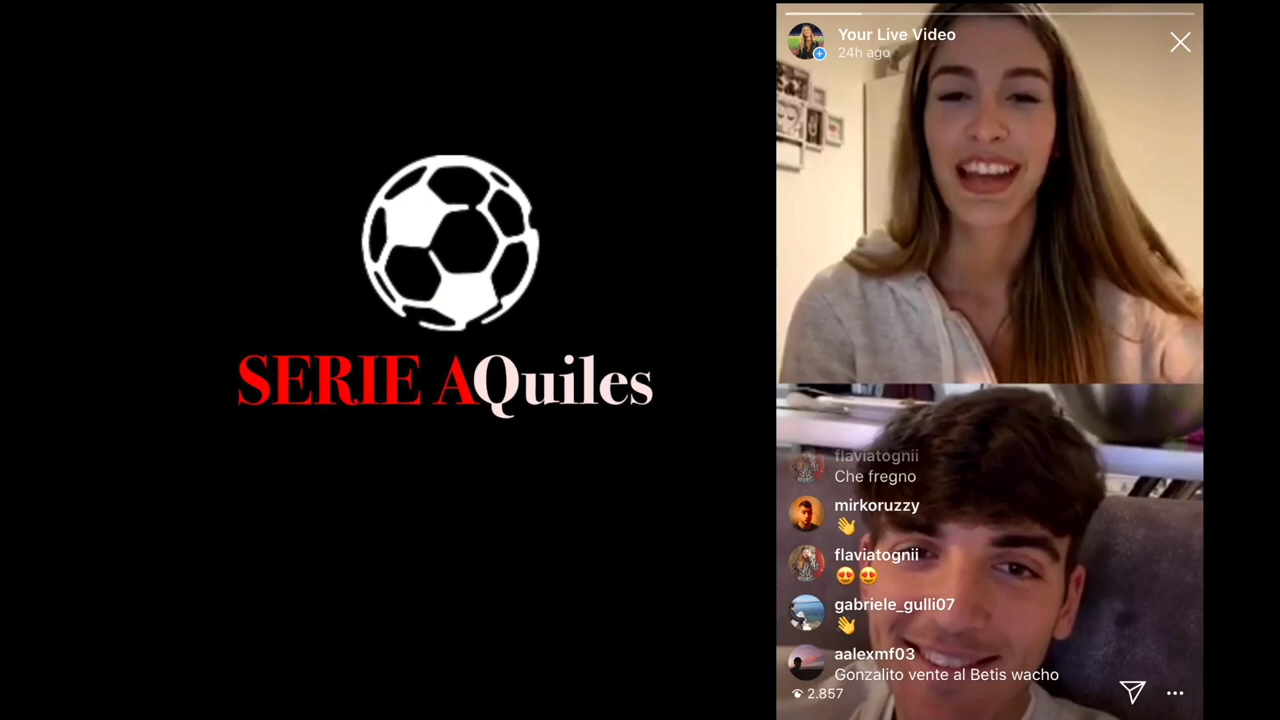 SERIE AQuiles
Your Live Video
24h ago
flaviatognii
Che fregno
mirkoruzzy
👋
flaviatognii
😍😍
gabriele_gulli07
👋
aalexmf03
Gonzalito vente al Betis wacho
2.857